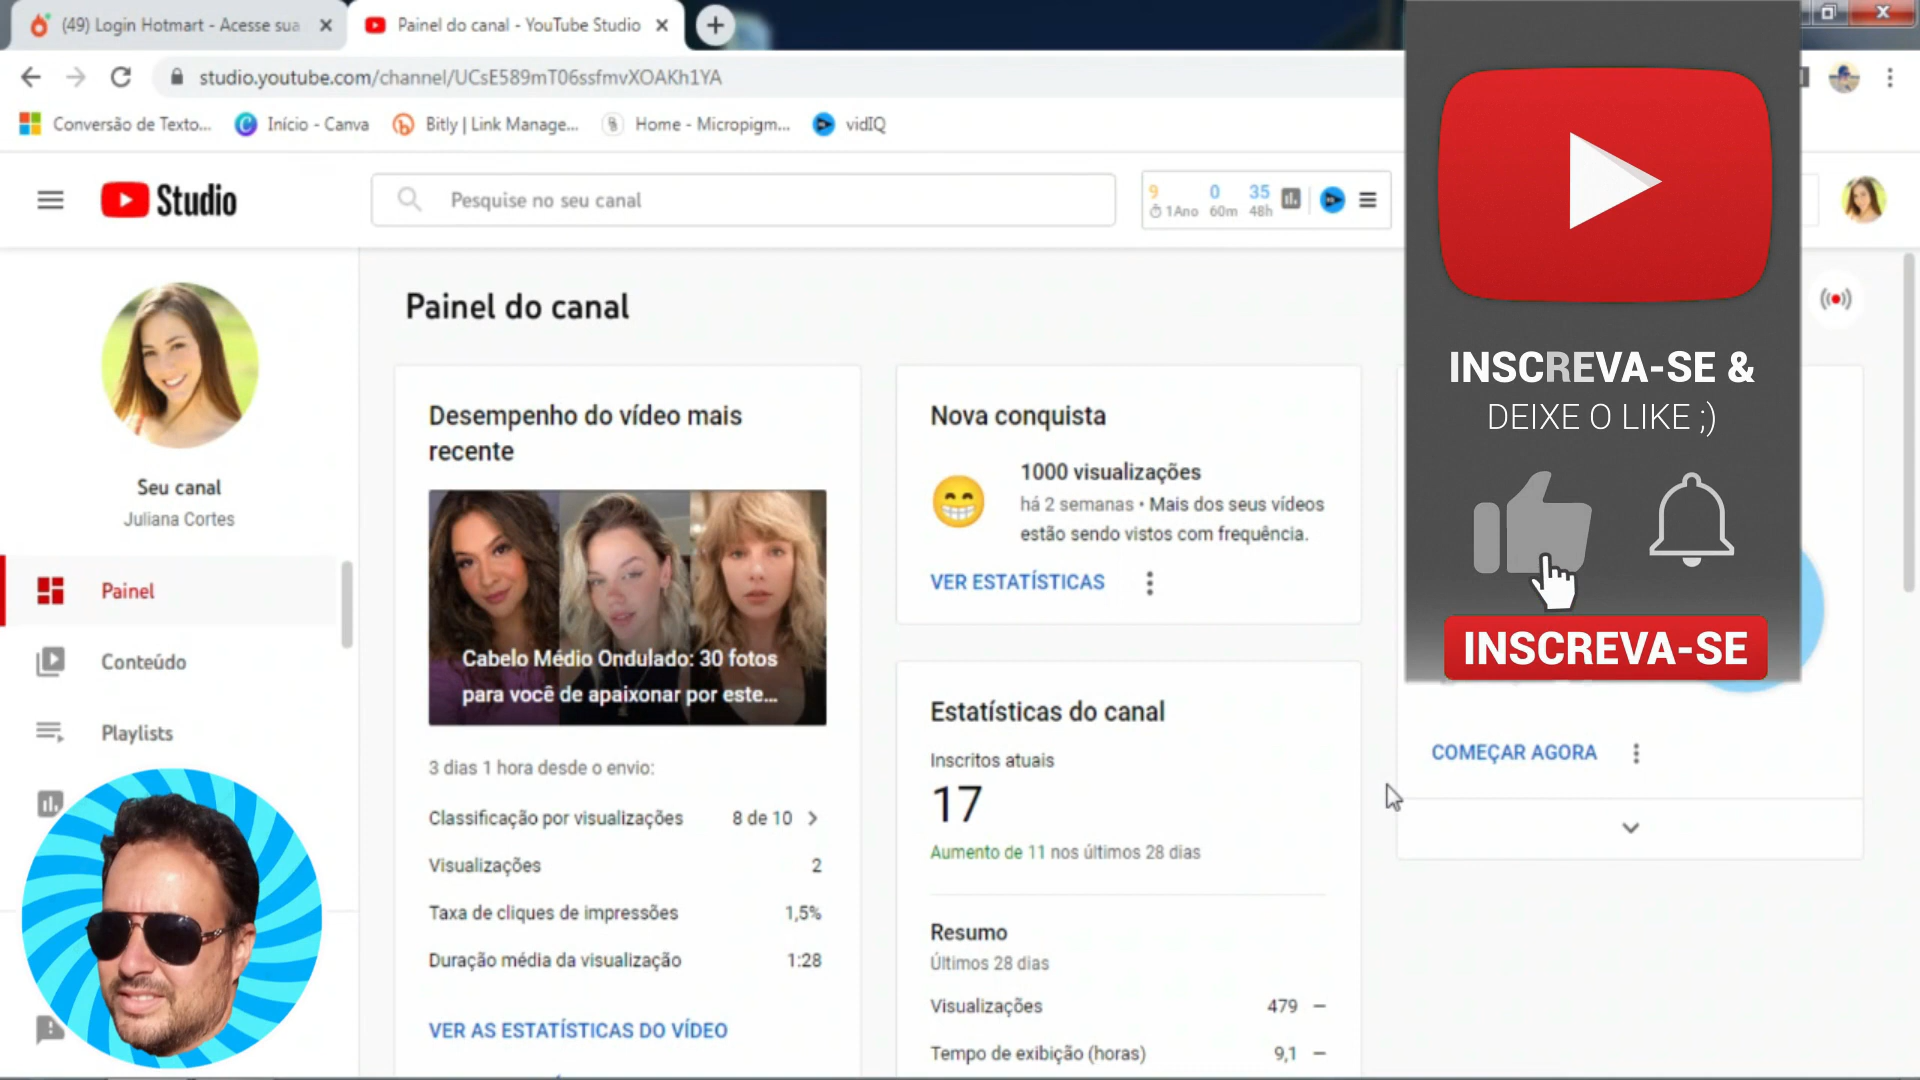 (49) Login Hotmart - Acesse sua
Painel do canal - YouTube Studio
studio.youtube.com/channel/UCsE589mT06ssfmvXOAKh1YA
Conversão de Texto...
Início - Canva
Bitly | Link Manage...
Home - Micropigm...
vidIQ
Studio
Pesquise no seu canal
9 0 35
1Ano 60m 48h
Painel do canal
Seu canal
Juliana Cortes
Painel
Conteúdo
Playlists
Desempenho do vídeo mais
recente
Cabelo Médio Ondulado: 30 fotos
para você de apaixonar por este...
3 dias 1 hora desde o envio:
Classificação por visualizações 8 de 10
Visualizações 2
Taxa de cliques de impressões 1,5%
Duração média da visualização 1:28
VER AS ESTATÍSTICAS DO VÍDEO
Nova conquista
1000 visualizações
há 2 semanas • Mais dos seus vídeos
estão sendo vistos com frequência.
VER ESTATÍSTICAS
Estatísticas do canal
Inscritos atuais
17
Aumento de 11 nos últimos 28 dias
Resumo
Últimos 28 dias
Visualizações 479 —
Tempo de exibição (horas) 9,1 —
INSCREVA-SE &
DEIXE O LIKE ;)
INSCREVA-SE
COMEÇAR AGORA